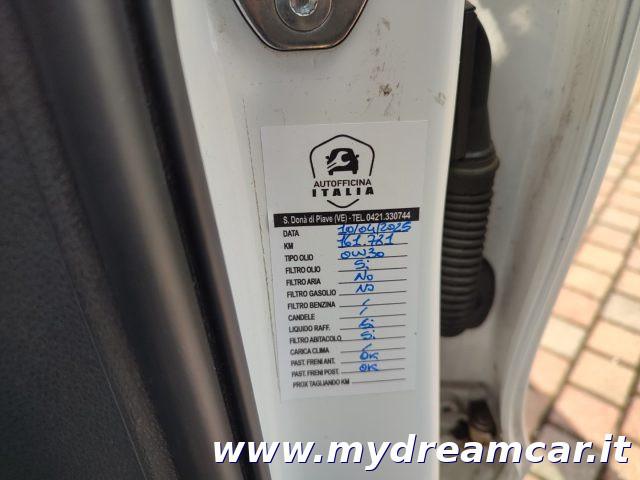 AUTOFFICINA
ITALIA
S. Donà di Piave (VE) - TEL. 0421.330744
DATA 10/04/2025
KM 161.781
TIPO OLIO 0W30
FILTRO OLIO Si
FILTRO ARIA No
FILTRO GASOLIO No
FILTRO BENZINA /
CANDELE /
LIQUIDO RAFF. Si
FILTRO ABITACOLO Si
CARICA CLIMA /
PAST. FRENI ANT. OK
PAST. FRENI POST. OK
PROX TAGLIANDO KM
www.mydreamcar.it